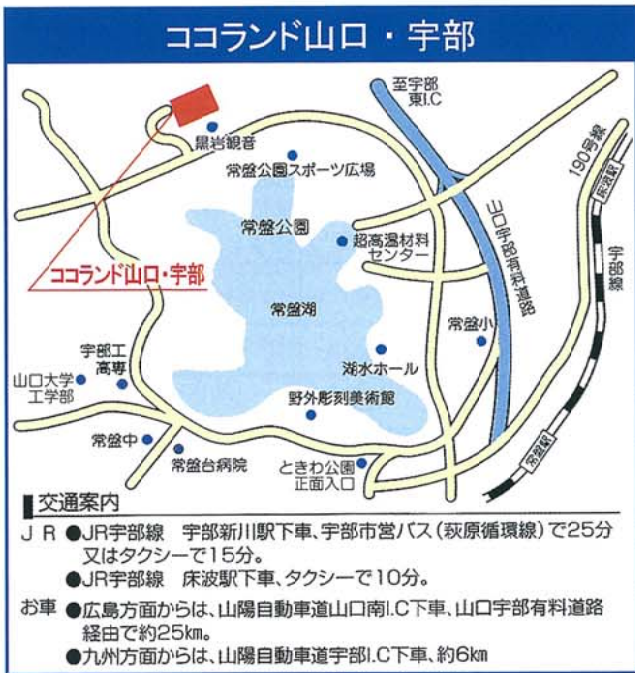 ココランド山口・宇部
至宇部
東I.C
190号線
床波駅
黒岩観音
常盤公園スポーツ広場
常盤公園
超高温材料
センター
山口宇部有料道路
宇部線
ココランド山口・宇部
常盤湖
常盤小
宇部工
高専
湖水ホール
山口大学
工学部
野外彫刻美術館
常盤中
常盤台病院
ときわ公園
正面入口
常盤駅
交通案内
JR ●JR宇部線 宇部新川駅下車、宇部市営バス(萩原循環線)で25分
又はタクシーで15分。
●JR宇部線 床波駅下車、タクシーで10分。
お車 ●広島方面からは、山陽自動車道山口南I.C下車、山口宇部有料道路
経由で約25km。
●九州方面からは、山陽自動車道宇部I.C下車、約6km